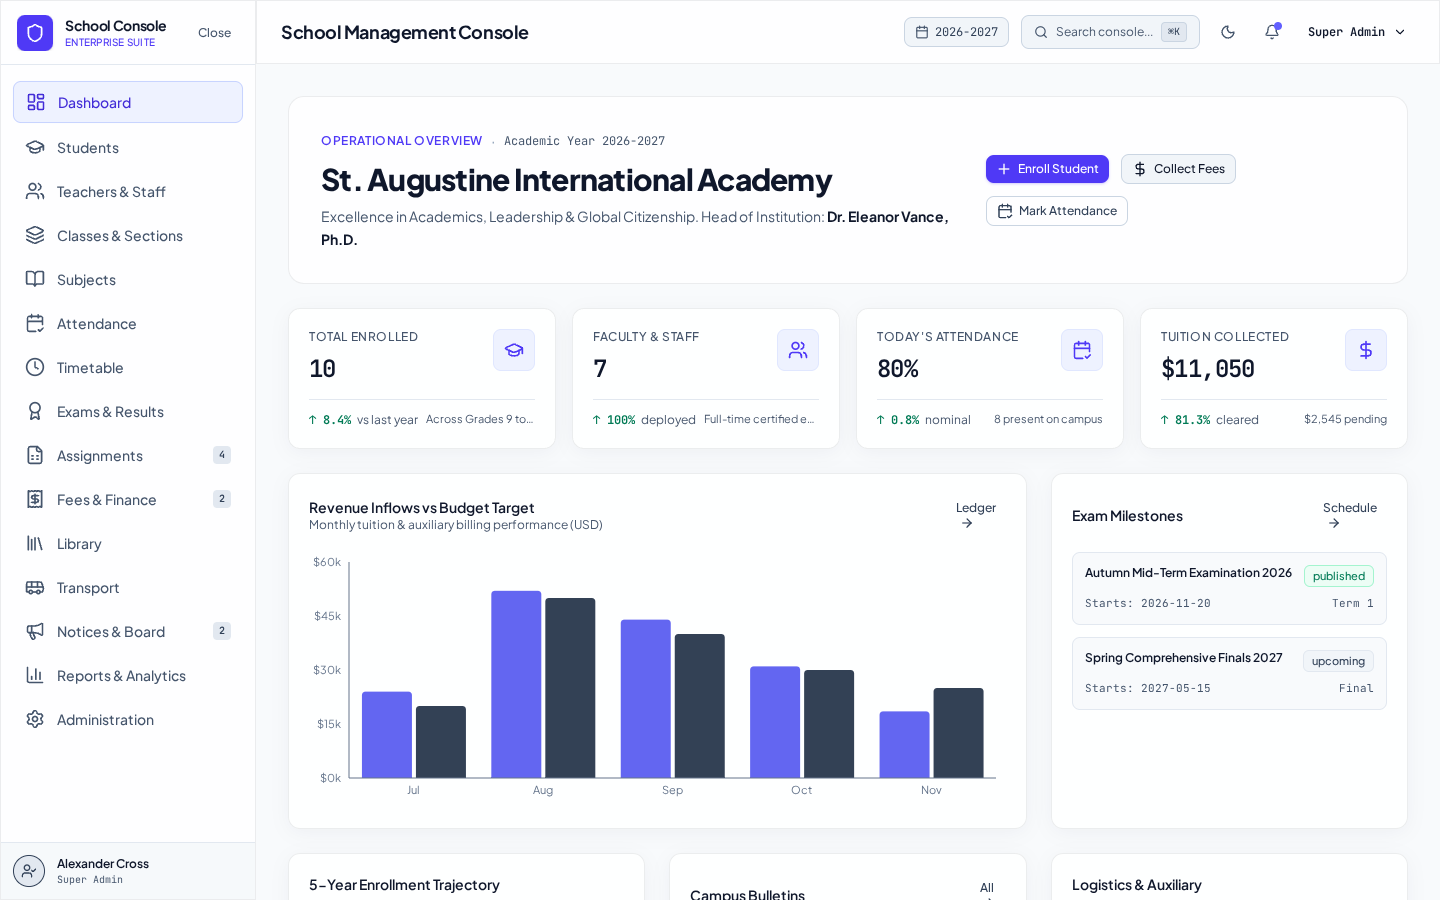 School Console
ENTERPRISE SUITE
Close
Dashboard
Students
Teachers & Staff
Classes & Sections
Subjects
Attendance
Timetable
Exams & Results
Assignments 4
Fees & Finance 2
Library
Transport
Notices & Board 2
Reports & Analytics
Administration
Alexander Cross
Super Admin
School Management Console
2026-2027
Search console... ⌘K
Super Admin
OPERATIONAL OVERVIEW · Academic Year 2026-2027
St. Augustine International Academy
Excellence in Academics, Leadership & Global Citizenship. Head of Institution: Dr. Eleanor Vance,
Ph.D.
Enroll Student
Collect Fees
Mark Attendance
TOTAL ENROLLED
10
↑ 8.4% vs last year Across Grades 9 to...
FACULTY & STAFF
7
↑ 100% deployed Full-time certified e...
TODAY'S ATTENDANCE
80%
↑ 0.8% nominal 8 present on campus
TUITION COLLECTED
$11,050
↑ 81.3% cleared $2,545 pending
Revenue Inflows vs Budget Target
Monthly tuition & auxiliary billing performance (USD)
Ledger
→
$60k
$45k
$30k
$15k
$0k
Jul Aug Sep Oct Nov
Exam Milestones
Schedule
→
Autumn Mid-Term Examination 2026 published
Starts: 2026-11-20 Term 1
Spring Comprehensive Finals 2027 upcoming
Starts: 2027-05-15 Final
5-Year Enrollment Trajectory
Campus Bulletins
All
Logistics & Auxiliary